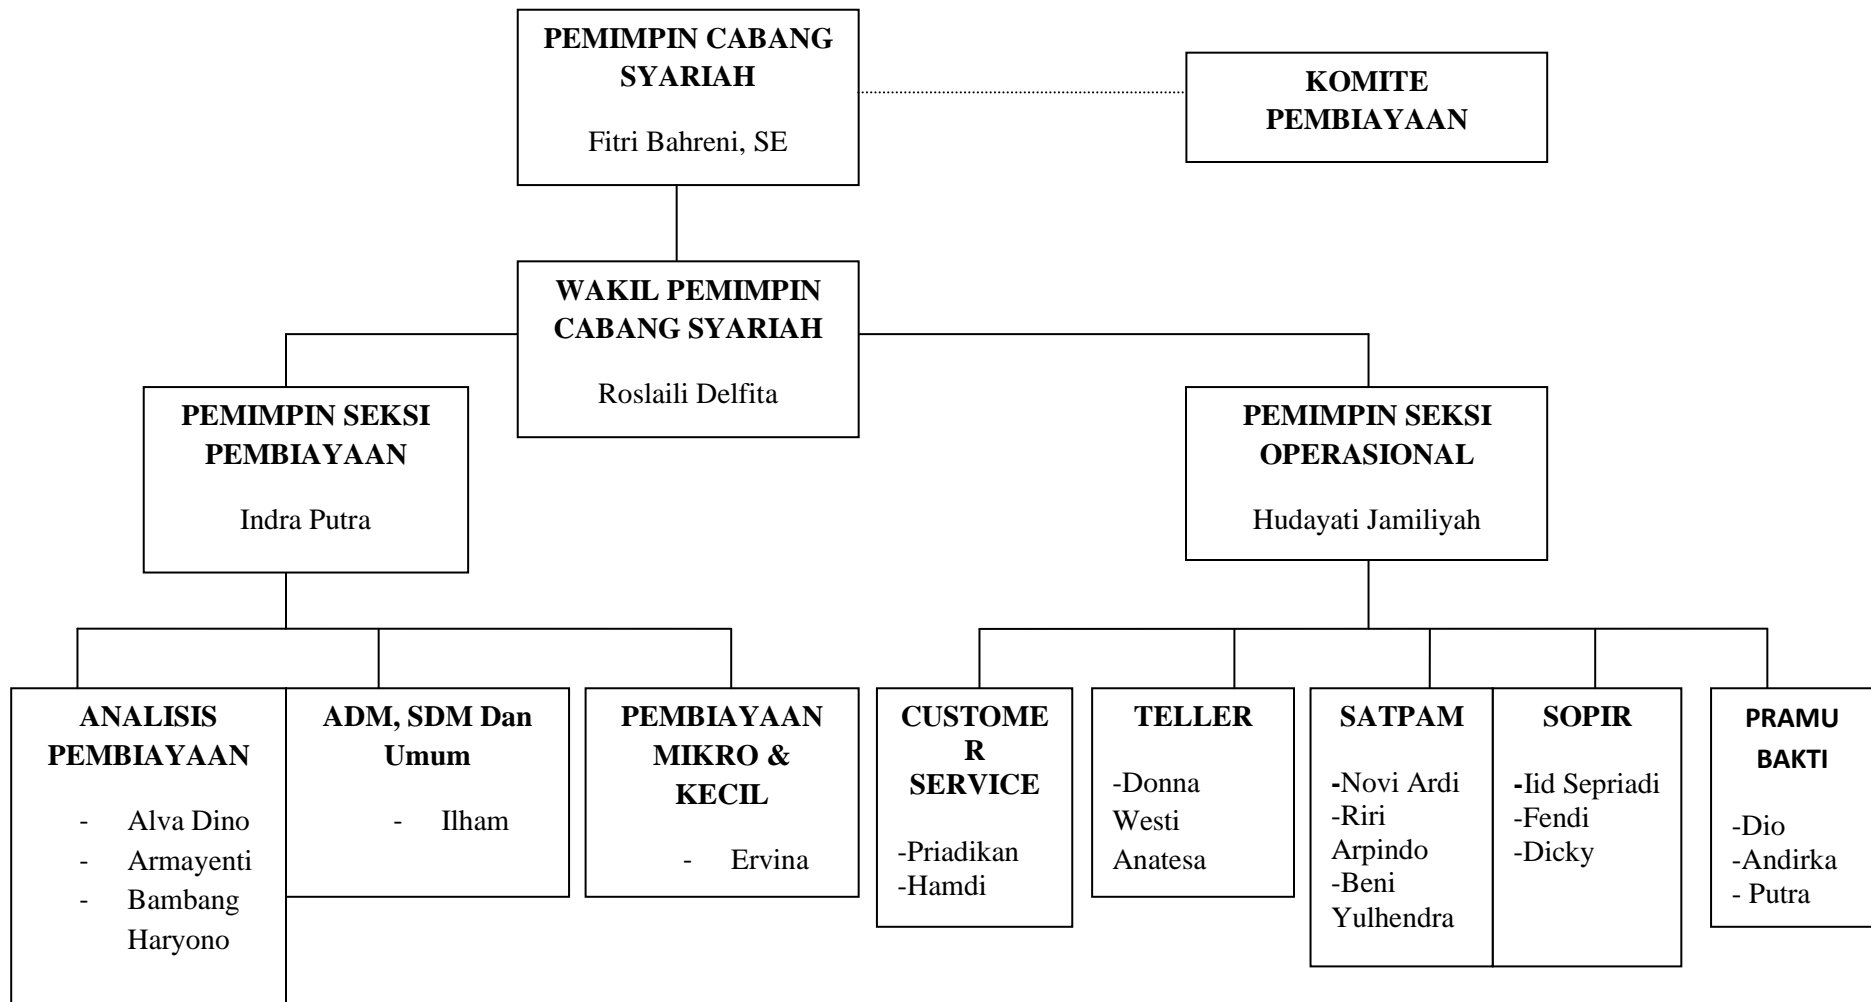 PEMIMPIN CABANG
SYARIAH
Fitri Bahreni, SE
KOMITE
PEMBIAYAAN
WAKIL PEMIMPIN
CABANG SYARIAH
Roslaili Delfita
PEMIMPIN SEKSI
PEMBIAYAAN
Indra Putra
PEMIMPIN SEKSI
OPERASIONAL
Hudayati Jamiliyah
ANALISIS
PEMBIAYAAN
- Alva Dino
- Armayenti
- Bambang
Haryono
ADM, SDM Dan
Umum
- Ilham
PEMBIAYAAN
MIKRO &
KECIL
- Ervina
CUSTOME
R
SERVICE
-Priadikan
-Hamdi
TELLER
-Donna
Westi
Anatesa
SATPAM
-Novi Ardi
-Riri
Arpindo
-Beni
Yulhendra
SOPIR
-Iid Sepriadi
-Fendi
-Dicky
PRAMU
BAKTI
-Dio
-Andirka
- Putra